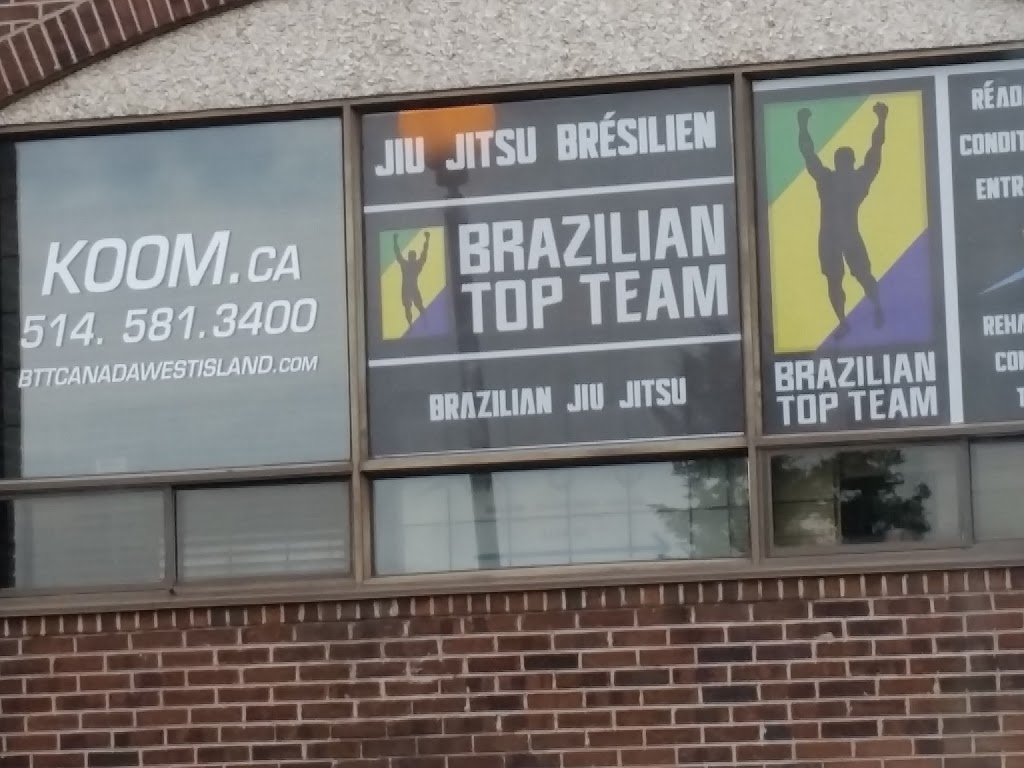 KOOM.CA
514. 581.3400
BTTCANADAWESTISLAND.COM
JIU JITSU BRÉSILIEN
BRAZILIAN
TOP TEAM
BRAZILIAN JIU JITSU
BRAZILIAN
TOP TEAM